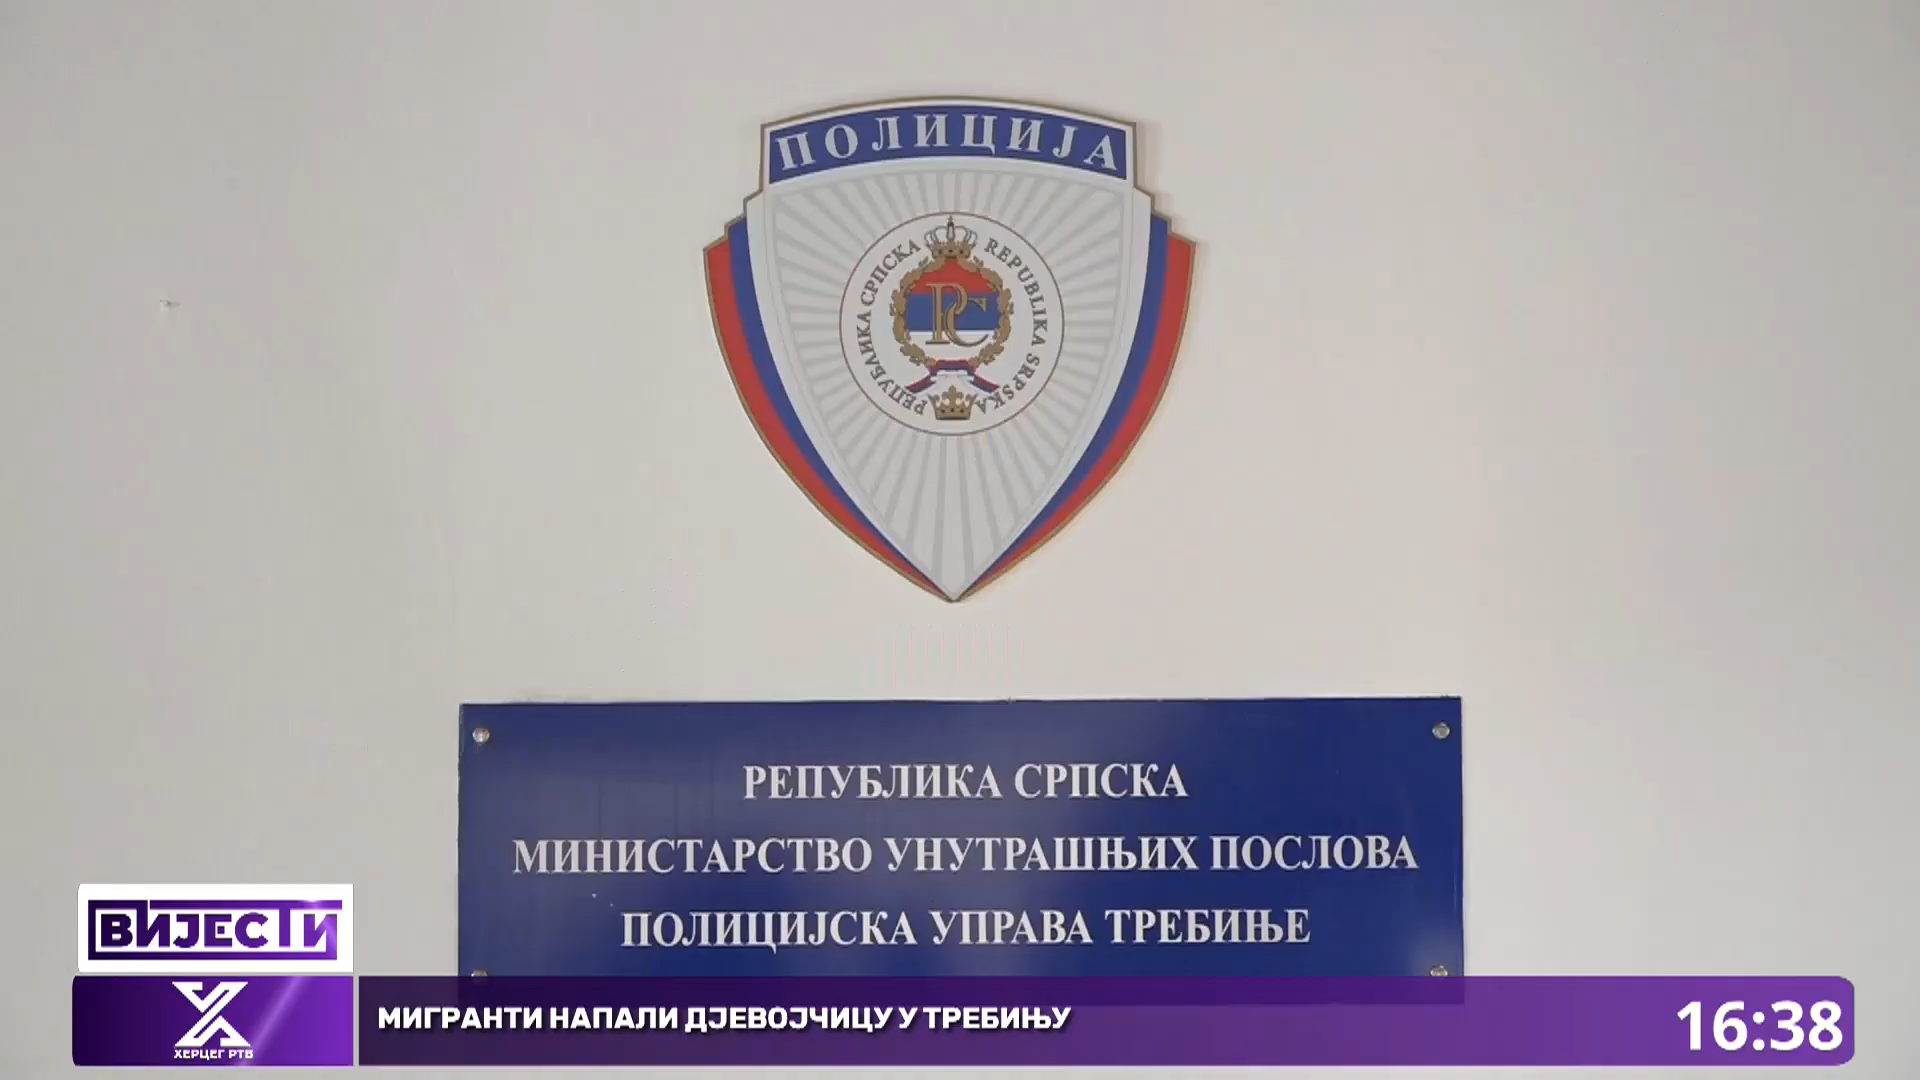 ПОЛИЦИЈА
РЕПУБЛИКА СРПСКА
REPUBLIKA SRPSKA
РС
РЕПУБЛИКА СРПСКА
МИНИСТАРСТВО УНУТРАШЊИХ ПОСЛОВА
ПОЛИЦИЈСКА УПРАВА ТРЕБИЊЕ
ВИЈЕСТИ
ХЕРЦЕГ РТВ
МИГРАНТИ НАПАЛИ ДЈЕВОЈЧИЦУ У ТРЕБИЊУ
16:38